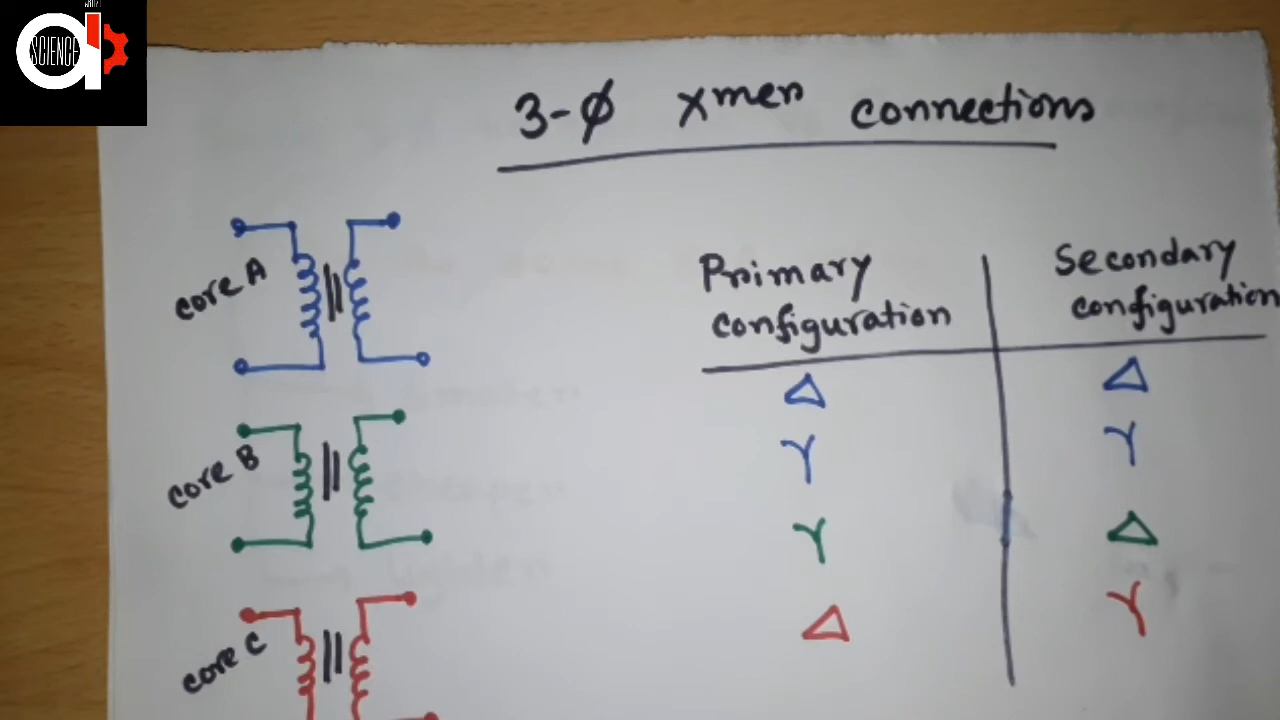 SCIENCE
3-Ø xmer connections
core A
core B
core C
Primary configuration
Secondary configuration
Δ Δ
Y Y
Y Δ
Δ Y